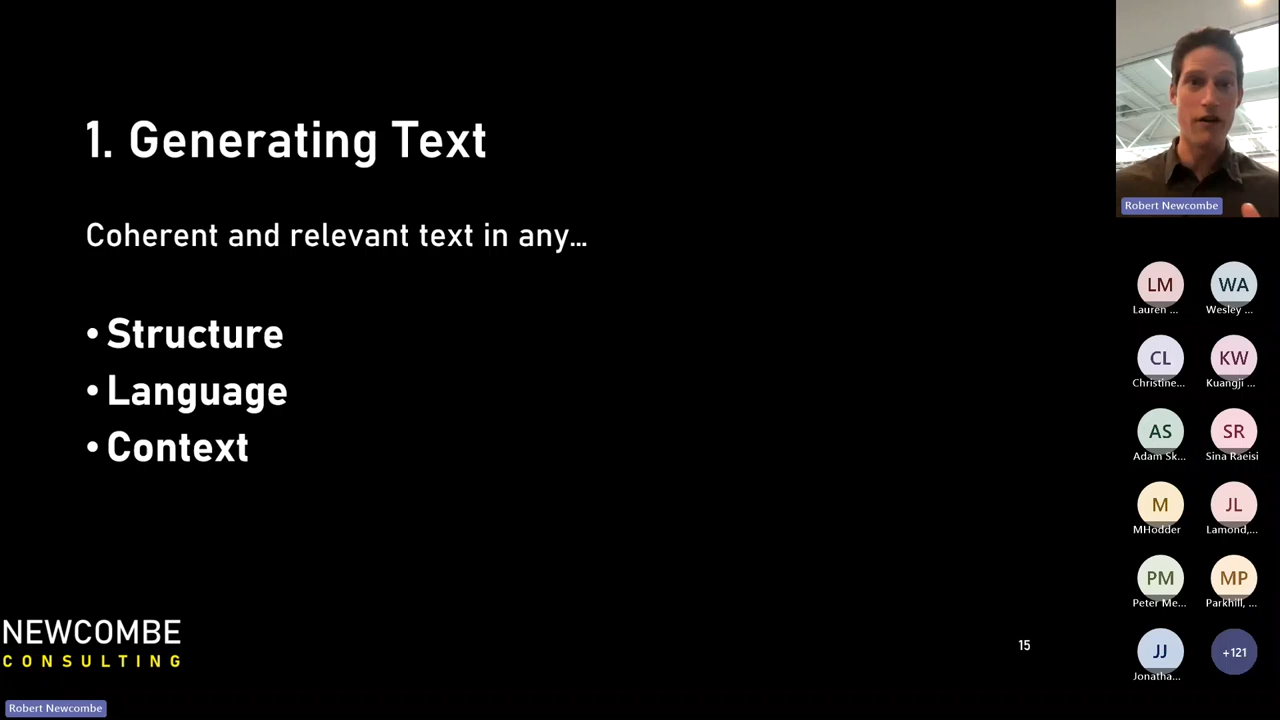 1. Generating Text
Coherent and relevant text in any...
• Structure
• Language
• Context
NEWCOMBE
CONSULTING
15
Robert Newcombe
Robert Newcombe
LM
WA
Lauren ...
Wesley ...
CL
KW
Christine...
Kuangji ...
AS
SR
Adam Sk...
Sina Raeisi
M
JL
MHodder
Lamond,...
PM
MP
Peter Me...
Parkhill, ...
JJ
+121
Jonatha...